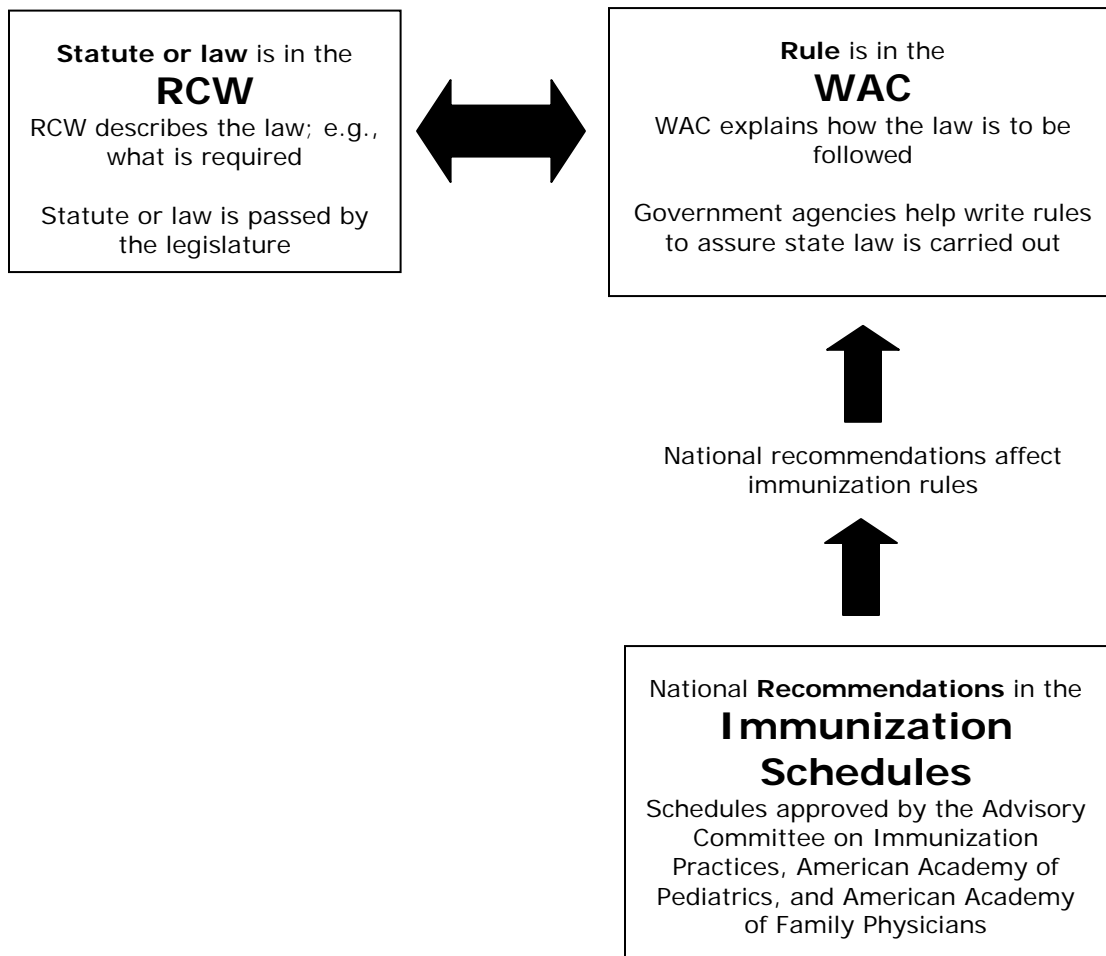 Statute or law is in the
RCW
RCW describes the law; e.g.,
what is required
Statute or law is passed by
the legislature
Rule is in the
WAC
WAC explains how the law is to be
followed
Government agencies help write rules
to assure state law is carried out
National recommendations affect
immunization rules
National Recommendations in the
Immunization
Schedules
Schedules approved by the Advisory
Committee on Immunization
Practices, American Academy of
Pediatrics, and American Academy
of Family Physicians